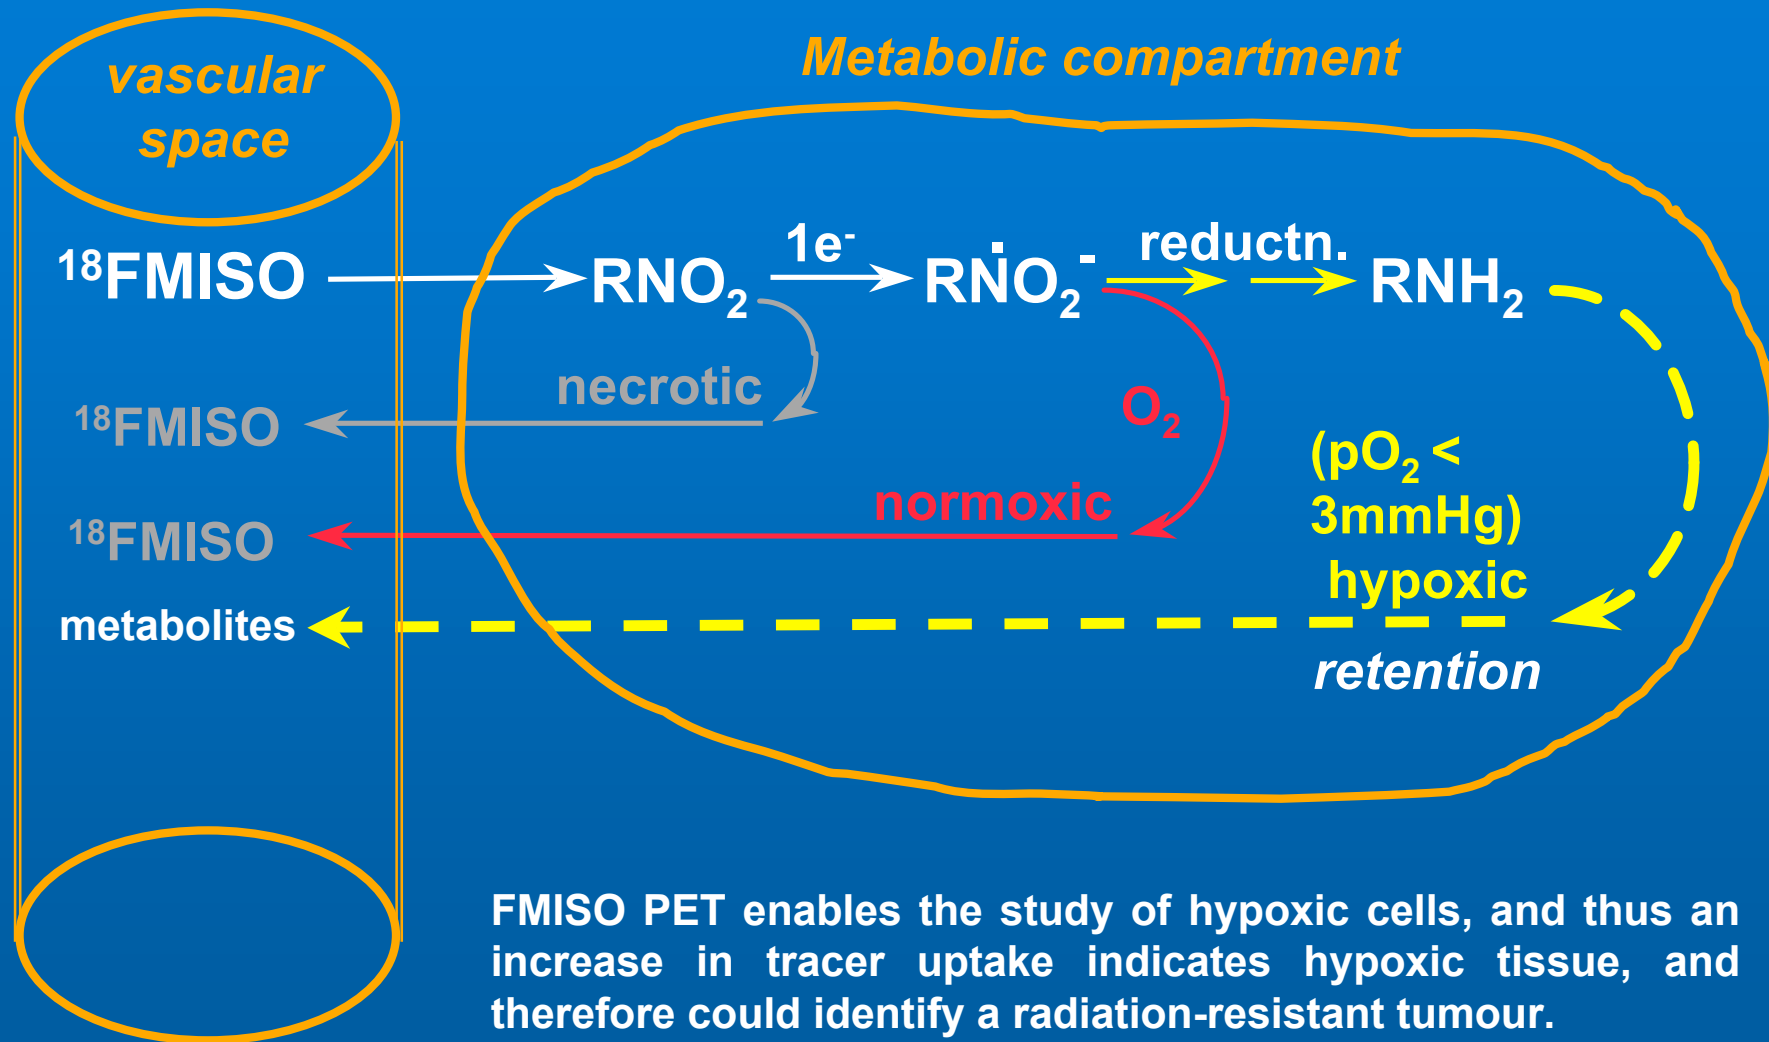 vascular
space
Metabolic compartment
¹⁸FMISO
RNO₂
1e⁻
RṄO₂⁻
reductn.
RNH₂
necrotic
¹⁸FMISO
O₂
normoxic
¹⁸FMISO
(pO₂ <
3mmHg)
hypoxic
metabolites
retention
FMISO PET enables the study of hypoxic cells, and thus an
increase in tracer uptake indicates hypoxic tissue, and
therefore could identify a radiation-resistant tumour.